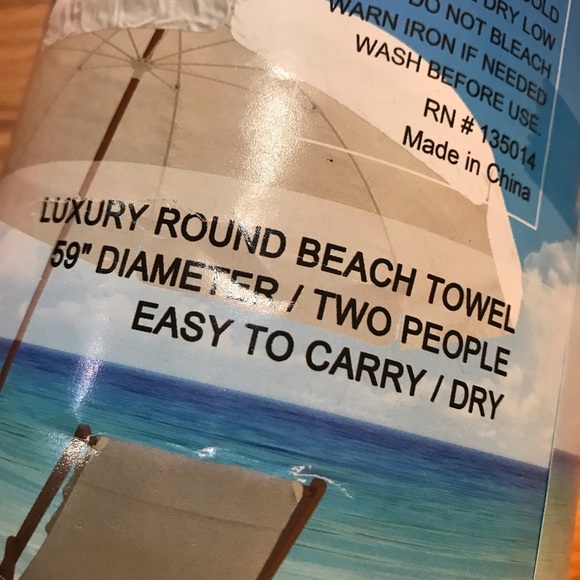 COLD
DRY LOW
DO NOT BLEACH
WARN IRON IF NEEDED
WASH BEFORE USE.
RN # 135014
Made in China
LUXURY ROUND BEACH TOWEL
59" DIAMETER / TWO PEOPLE
EASY TO CARRY / DRY